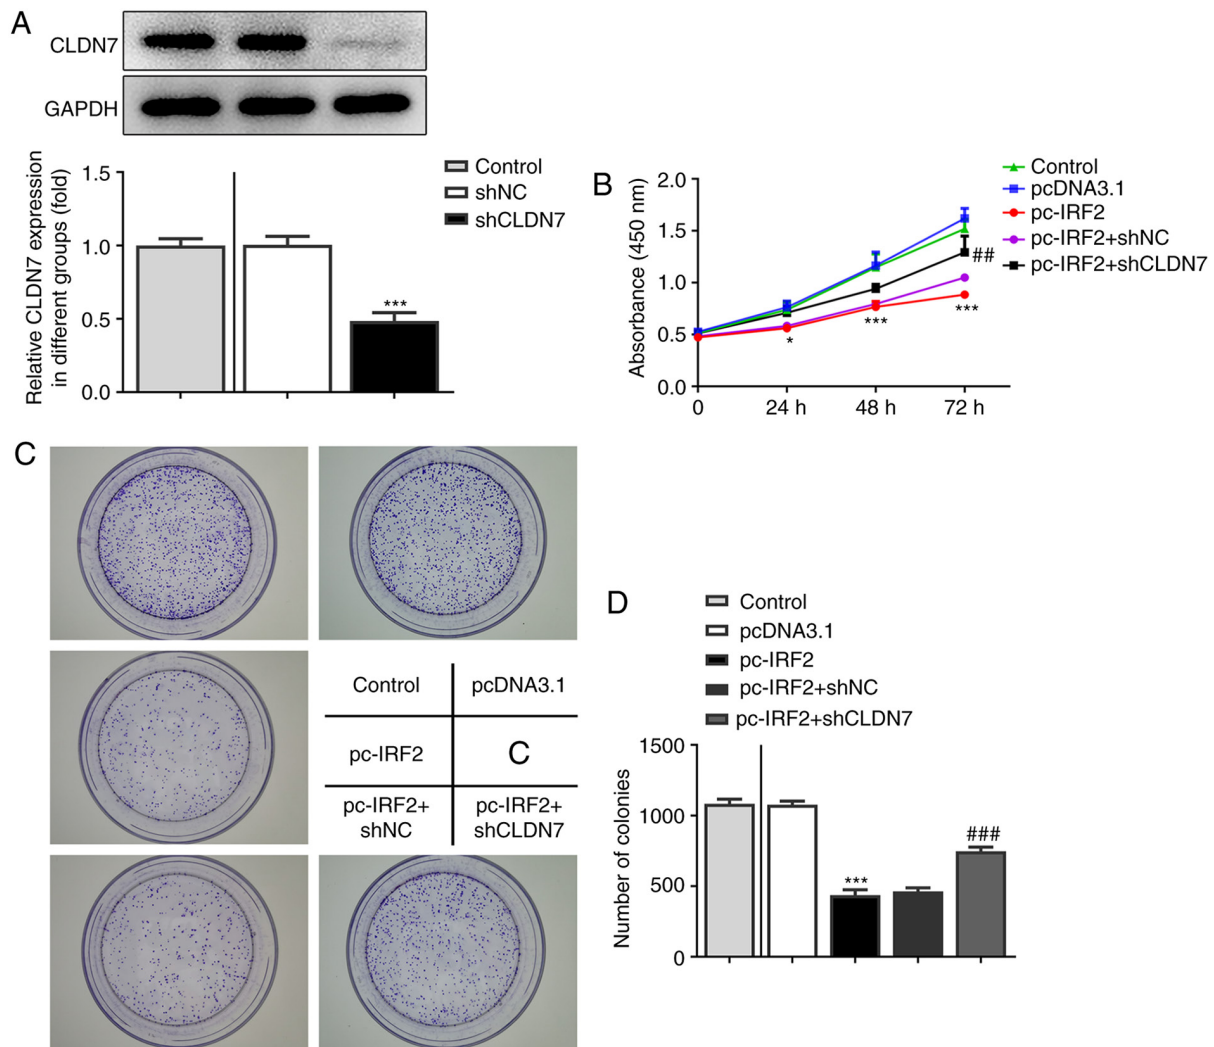 A
CLDN7
GAPDH
Relative CLDN7 expression
in different groups (fold)
1.5
1.0
0.5
0.0
***
Control
shNC
shCLDN7
B
Absorbance (450 nm)
2.0
1.5
1.0
0.5
0.0
0
24 h
48 h
72 h
*
***
***
##
Control
pcDNA3.1
pc-IRF2
pc-IRF2+shNC
pc-IRF2+shCLDN7
C
Control
pcDNA3.1
pc-IRF2
C
pc-IRF2+
shNC
pc-IRF2+
shCLDN7
D
Control
pcDNA3.1
pc-IRF2
pc-IRF2+shNC
pc-IRF2+shCLDN7
Number of colonies
1500
1000
500
0
***
###